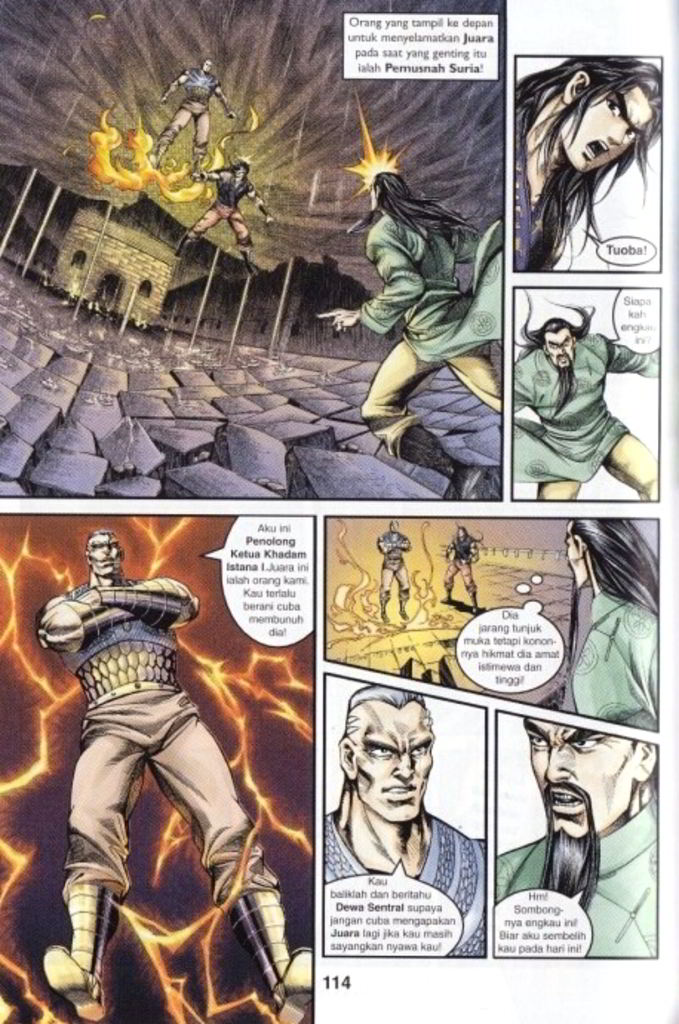 Orang yang tampil ke depan
untuk menyelamatkan Juara
pada saat yang genting itu
ialah Pemusnah Suria!
Tuoba!
Siapa
kah
engkau
ini?
Aku ini
Penolong
Ketua Khadam
Istana I.Juara ini
ialah orang kami.
Kau terlalu
berani cuba
membunuh
dia!
Dia
jarang tunjuk
muka tetapi konon-
nya hikmat dia amat
istimewa dan
tinggi!
Kau
baliklah dan beritahu
Dewa Sentral supaya
jangan cuba mengapakan
Juara lagi jika kau masih
sayangkan nyawa kau!
Hm!
Sombong-
nya engkau ini!
Biar aku sembelih
kau pada hari ini!
114